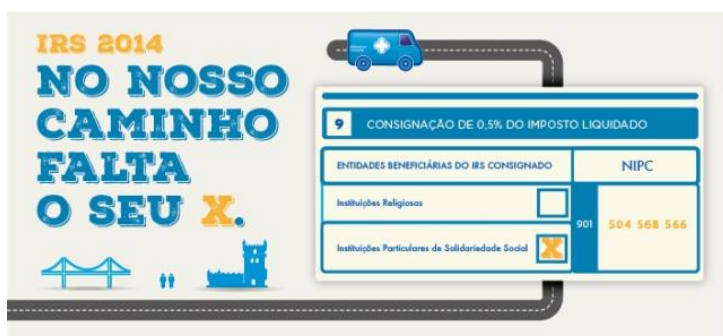 IRS 2014
NO NOSSO
CAMINHO
FALTA
O SEU X.
9 CONSIGNAÇÃO DE 0,5% DO IMPOSTO LIQUIDADO
ENTIDADES BENEFICIÁRIAS DO IRS CONSIGNADO NIPC
Instituições Religiosas
901 504 568 566
Instituições Particulares de Solidariedade Social X